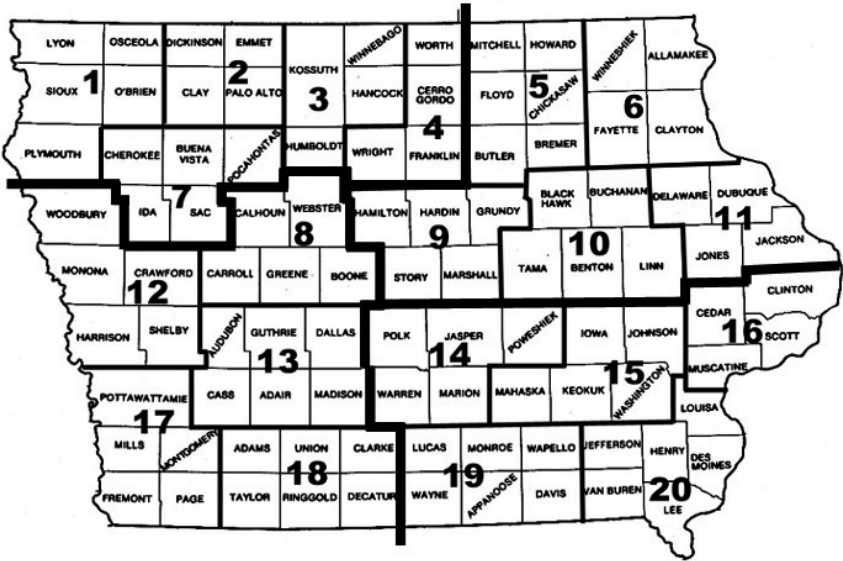 LYON OSCEOLA DICKINSON EMMET WINNEBAGO WORTH MITCHELL HOWARD WINNESHIEK ALLAMAKEE
1 2 KOSSUTH 3 5 6
SIOUX O'BRIEN CLAY PALO ALTO HANCOCK CERRO GORDO FLOYD CHICKASAW
4
PLYMOUTH CHEROKEE BUENA VISTA POCAHONTAS HUMBOLDT WRIGHT FRANKLIN BUTLER BREMER FAYETTE CLAYTON
7
WOODBURY IDA SAC CALHOUN WEBSTER HAMILTON HARDIN GRUNDY BLACK HAWK BUCHANAN DELAWARE DUBUQUE
8 9 10 11
MONONA CRAWFORD CARROLL GREENE BOONE STORY MARSHALL TAMA BENTON LINN JONES JACKSON
12
HARRISON SHELBY AUDUBON GUTHRIE DALLAS POLK JASPER POWESHIEK IOWA JOHNSON CEDAR CLINTON
13 14 15 16 SCOTT
CASS ADAIR MADISON WARREN MARION MAHASKA KEOKUK WASHINGTON MUSCATINE
POTTAWATTAMIE LOUISA
17
MILLS MONTGOMERY ADAMS UNION CLARKE LUCAS MONROE WAPELLO JEFFERSON HENRY DES MOINES
18 19 20
FREMONT PAGE TAYLOR RINGGOLD DECATUR WAYNE APPANOOSE DAVIS VAN BUREN LEE